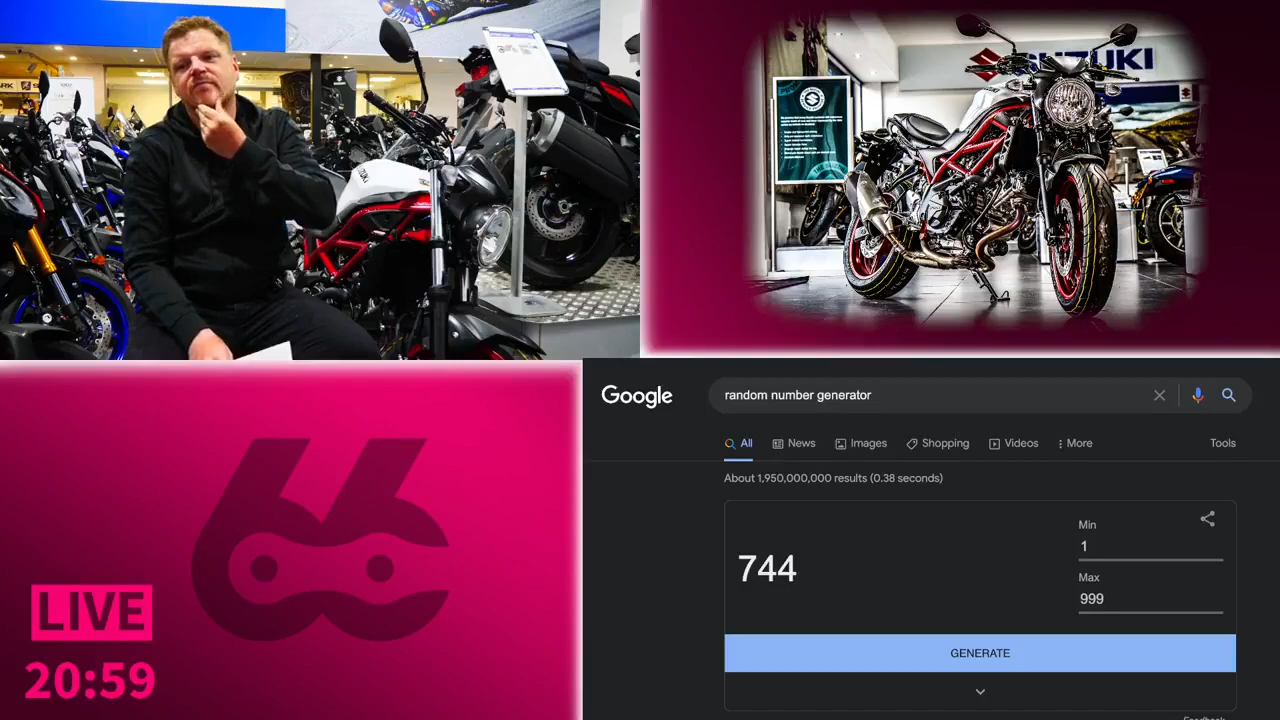 SUZUKI
Google
random number generator
All
News
Images
Shopping
Videos
More
Tools
About 1,950,000,000 results (0.38 seconds)
Min
1
744
Max
999
GENERATE
LIVE
20:59